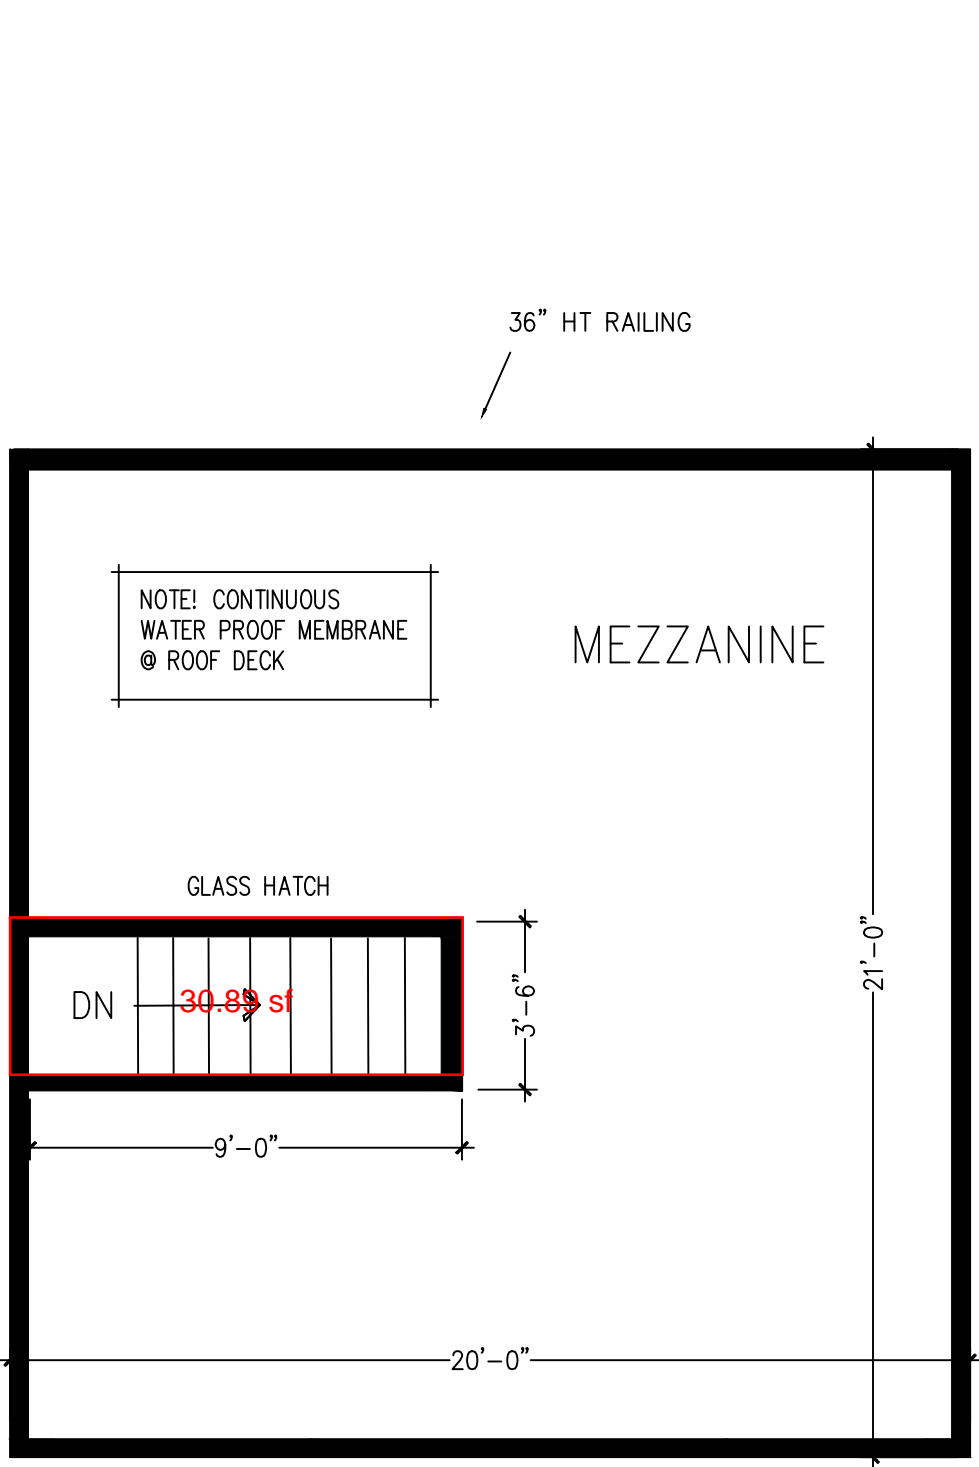 36" HT RAILING
NOTE! CONTINUOUS
WATER PROOF MEMBRANE
@ ROOF DECK
MEZZANINE
GLASS HATCH
DN
30.89 sf
3'-6"
21'-0"
9'-0"
20'-0"